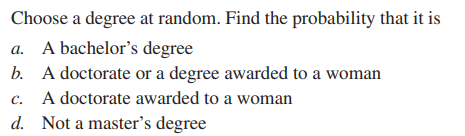 Choose a degree at random. Find the probability that it is
a. A bachelor’s degree
b. A doctorate or a degree awarded to a woman
c. A doctorate awarded to a woman
d. Not a master’s degree